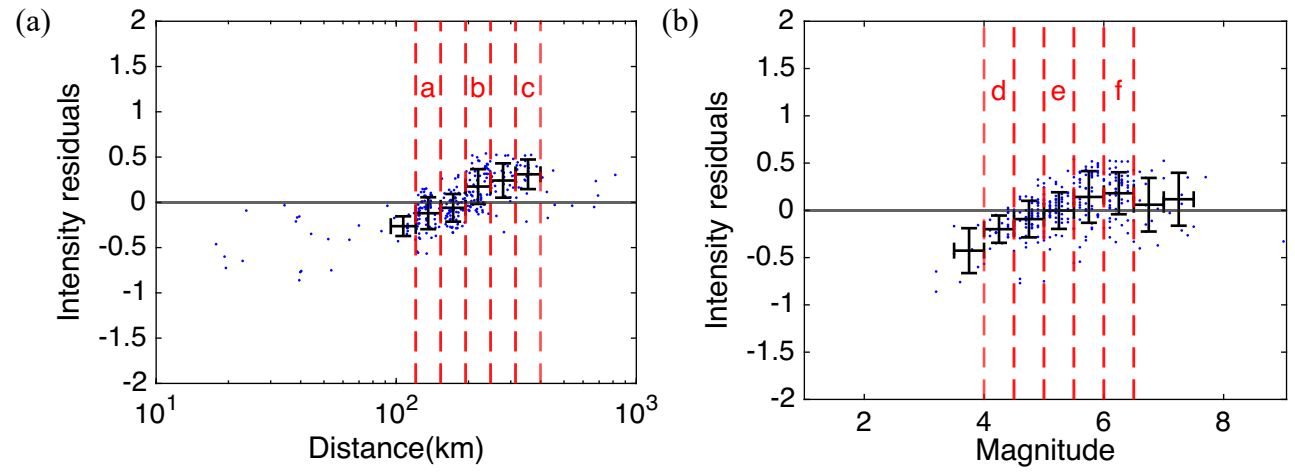 (a)
Intensity residuals
2
1.5
1
0.5
0
-0.5
-1
-1.5
-2
a b c
10¹ 10² 10³
Distance(km)
(b)
Intensity residuals
2
1.5
1
0.5
0
-0.5
-1
-1.5
-2
d e f
2 4 6 8
Magnitude